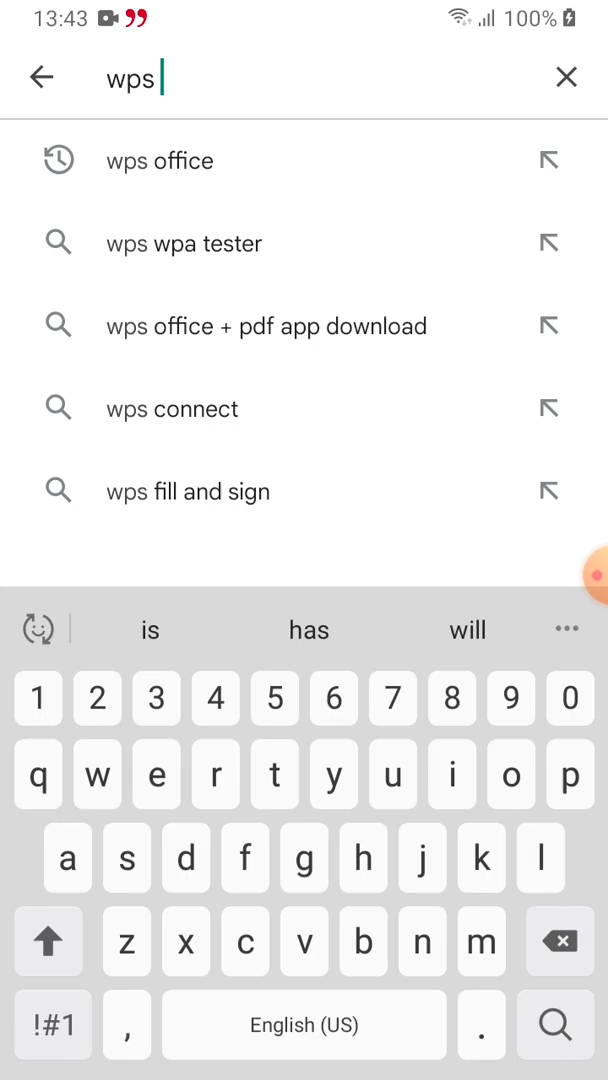 13:43 100%
wps
wps office
wps wpa tester
wps office + pdf app download
wps connect
wps fill and sign
is has will
1 2 3 4 5 6 7 8 9 0
q w e r t y u i o p
a s d f g h j k l
z x c v b n m
!#1 , English (US) .